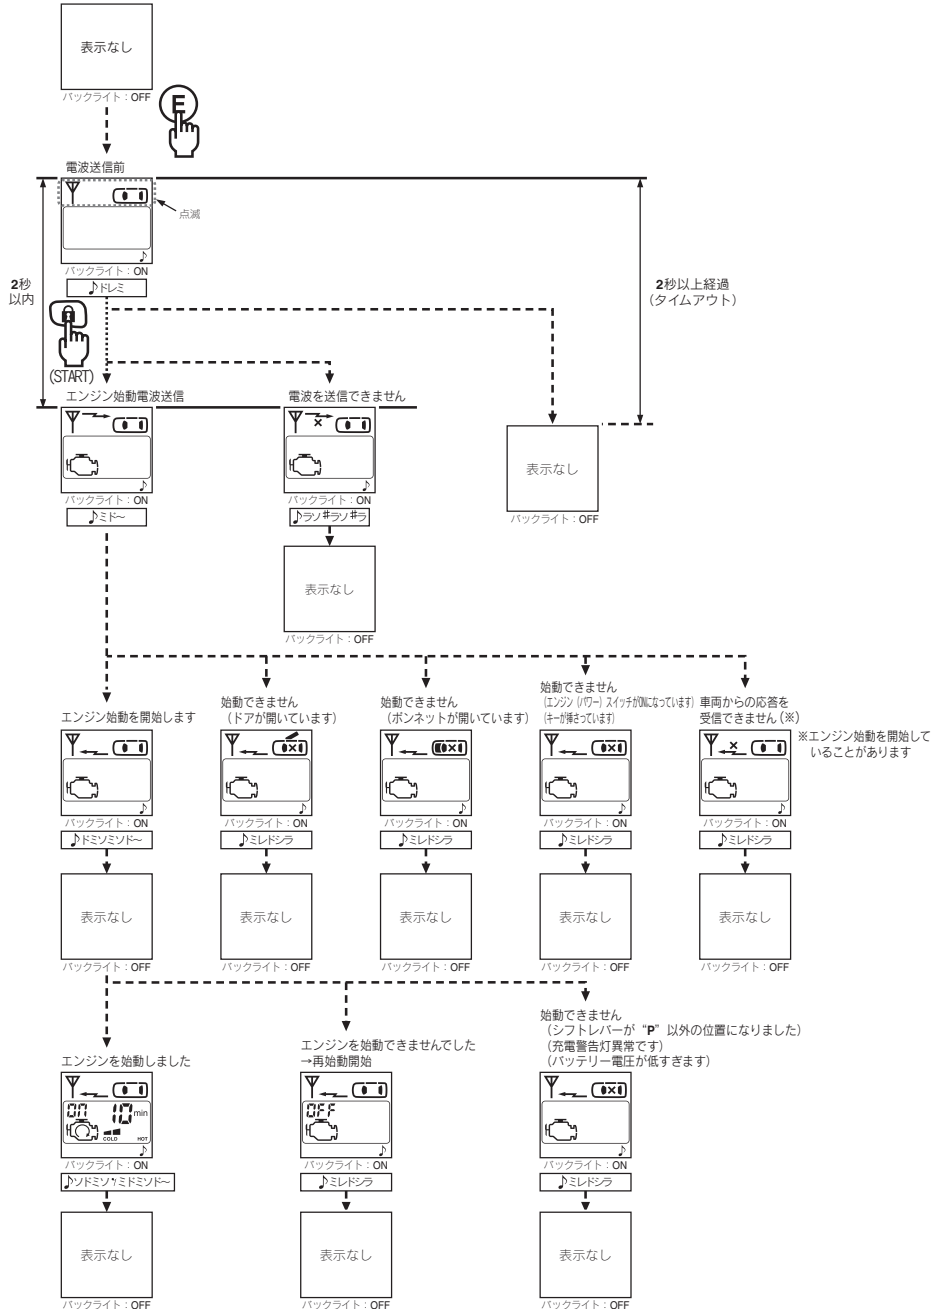 表示なし
バックライト：OFF
E
電波送信前
点滅
バックライト：ON
♪ドレミ
2秒
以内
2秒以上経過
（タイムアウト）
(START)
エンジン始動電波送信
電波を送信できません
バックライト：ON
♪ミド～
バックライト：ON
♪ラソ♯ラソ♯ラ
表示なし
バックライト：OFF
表示なし
バックライト：OFF
エンジン始動を開始します
バックライト：ON
♪ドミソミソド～
表示なし
バックライト：OFF
始動できません
（ドアが開いています）
バックライト：ON
♪ミレドシラ
表示なし
バックライト：OFF
始動できません
（ボンネットが開いています）
バックライト：ON
♪ミレドシラ
表示なし
バックライト：OFF
始動できません
（エンジン（パワー）スイッチがONになっています）
（キーが挿さっています）
バックライト：ON
♪ミレドシラ
表示なし
バックライト：OFF
車両からの応答を
受信できません（※）
※エンジン始動を開始して
いることがあります
バックライト：ON
♪ミレドシラ
表示なし
バックライト：OFF
エンジンを始動しました
on 10min
COLD HOT
バックライト：ON
♪ソドミソ・ミドミソド～
表示なし
バックライト：OFF
エンジンを始動できませんでした
→再始動開始
OFF
バックライト：ON
♪ミレドシラ
表示なし
バックライト：OFF
始動できません
（シフトレバーが“P”以外の位置になりました）
（充電警告灯異常です）
（バッテリー電圧が低すぎます）
バックライト：ON
♪ミレドシラ
表示なし
バックライト：OFF